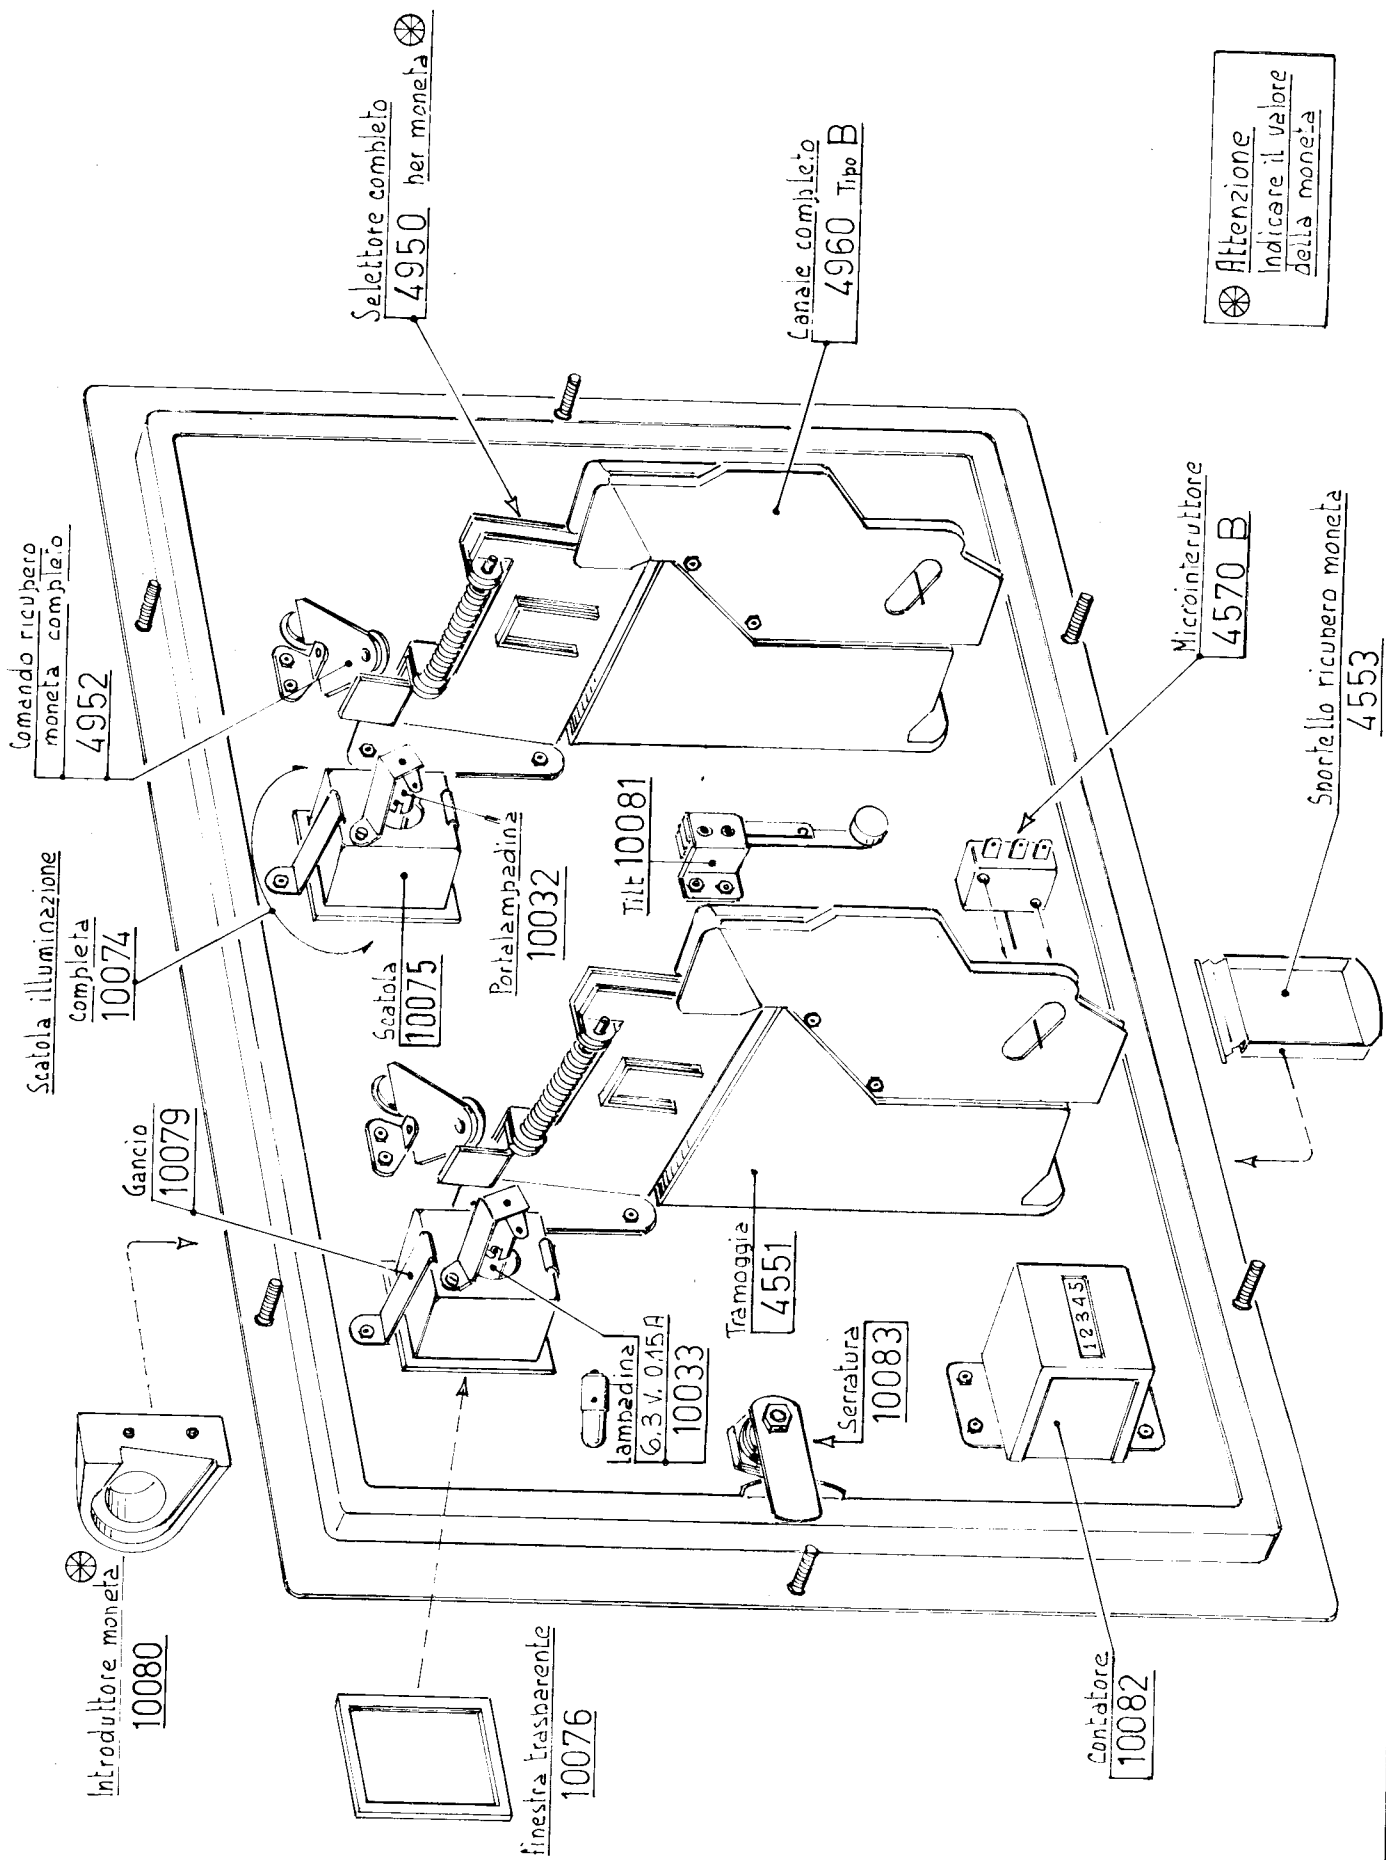 Comando ricupero
moneta completo
4952
Selettore completo
4950 per moneta
Scatola illuminazione
completa
10074
Gancio
10079
Introduttore moneta
10080
Canale completo
4960 Tipo B
Scatola
10075
Portalampadina
10032
Tilt 10081
Microinteruttore
4570 B
Sportello ricupero moneta
4553
Tramoggia
4551
lampadina
6.3 V. 0.15A
10033
Serratura
10083
finestra trasparente
10076
Contatore
10082
12345
Attenzione
Indicare il valore
della moneta